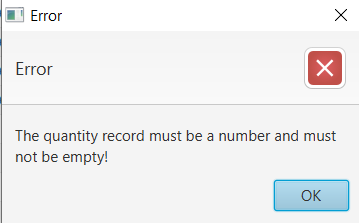 Error
Error
The quantity record must be a number and must
not be empty!
OK